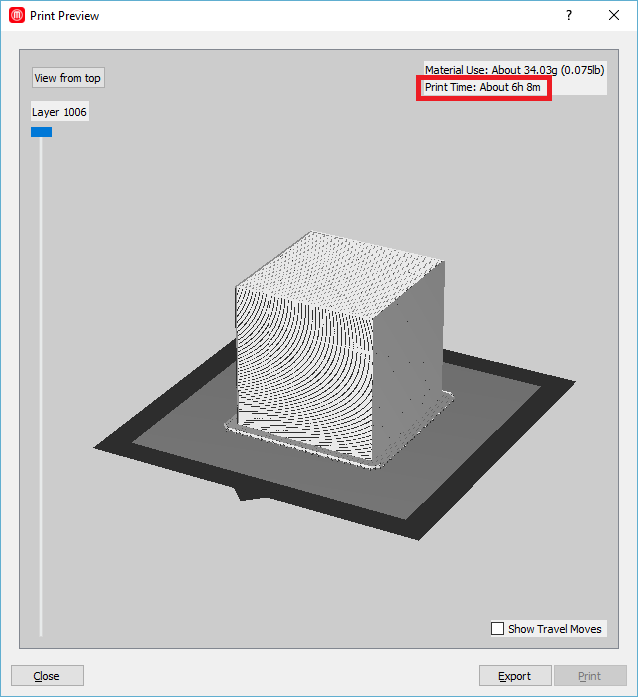 Print Preview
?
View from top
Material Use: About 34.03g (0.075lb)
Print Time: About 6h 8m
Layer 1006
Show Travel Moves
Close
Export
Print